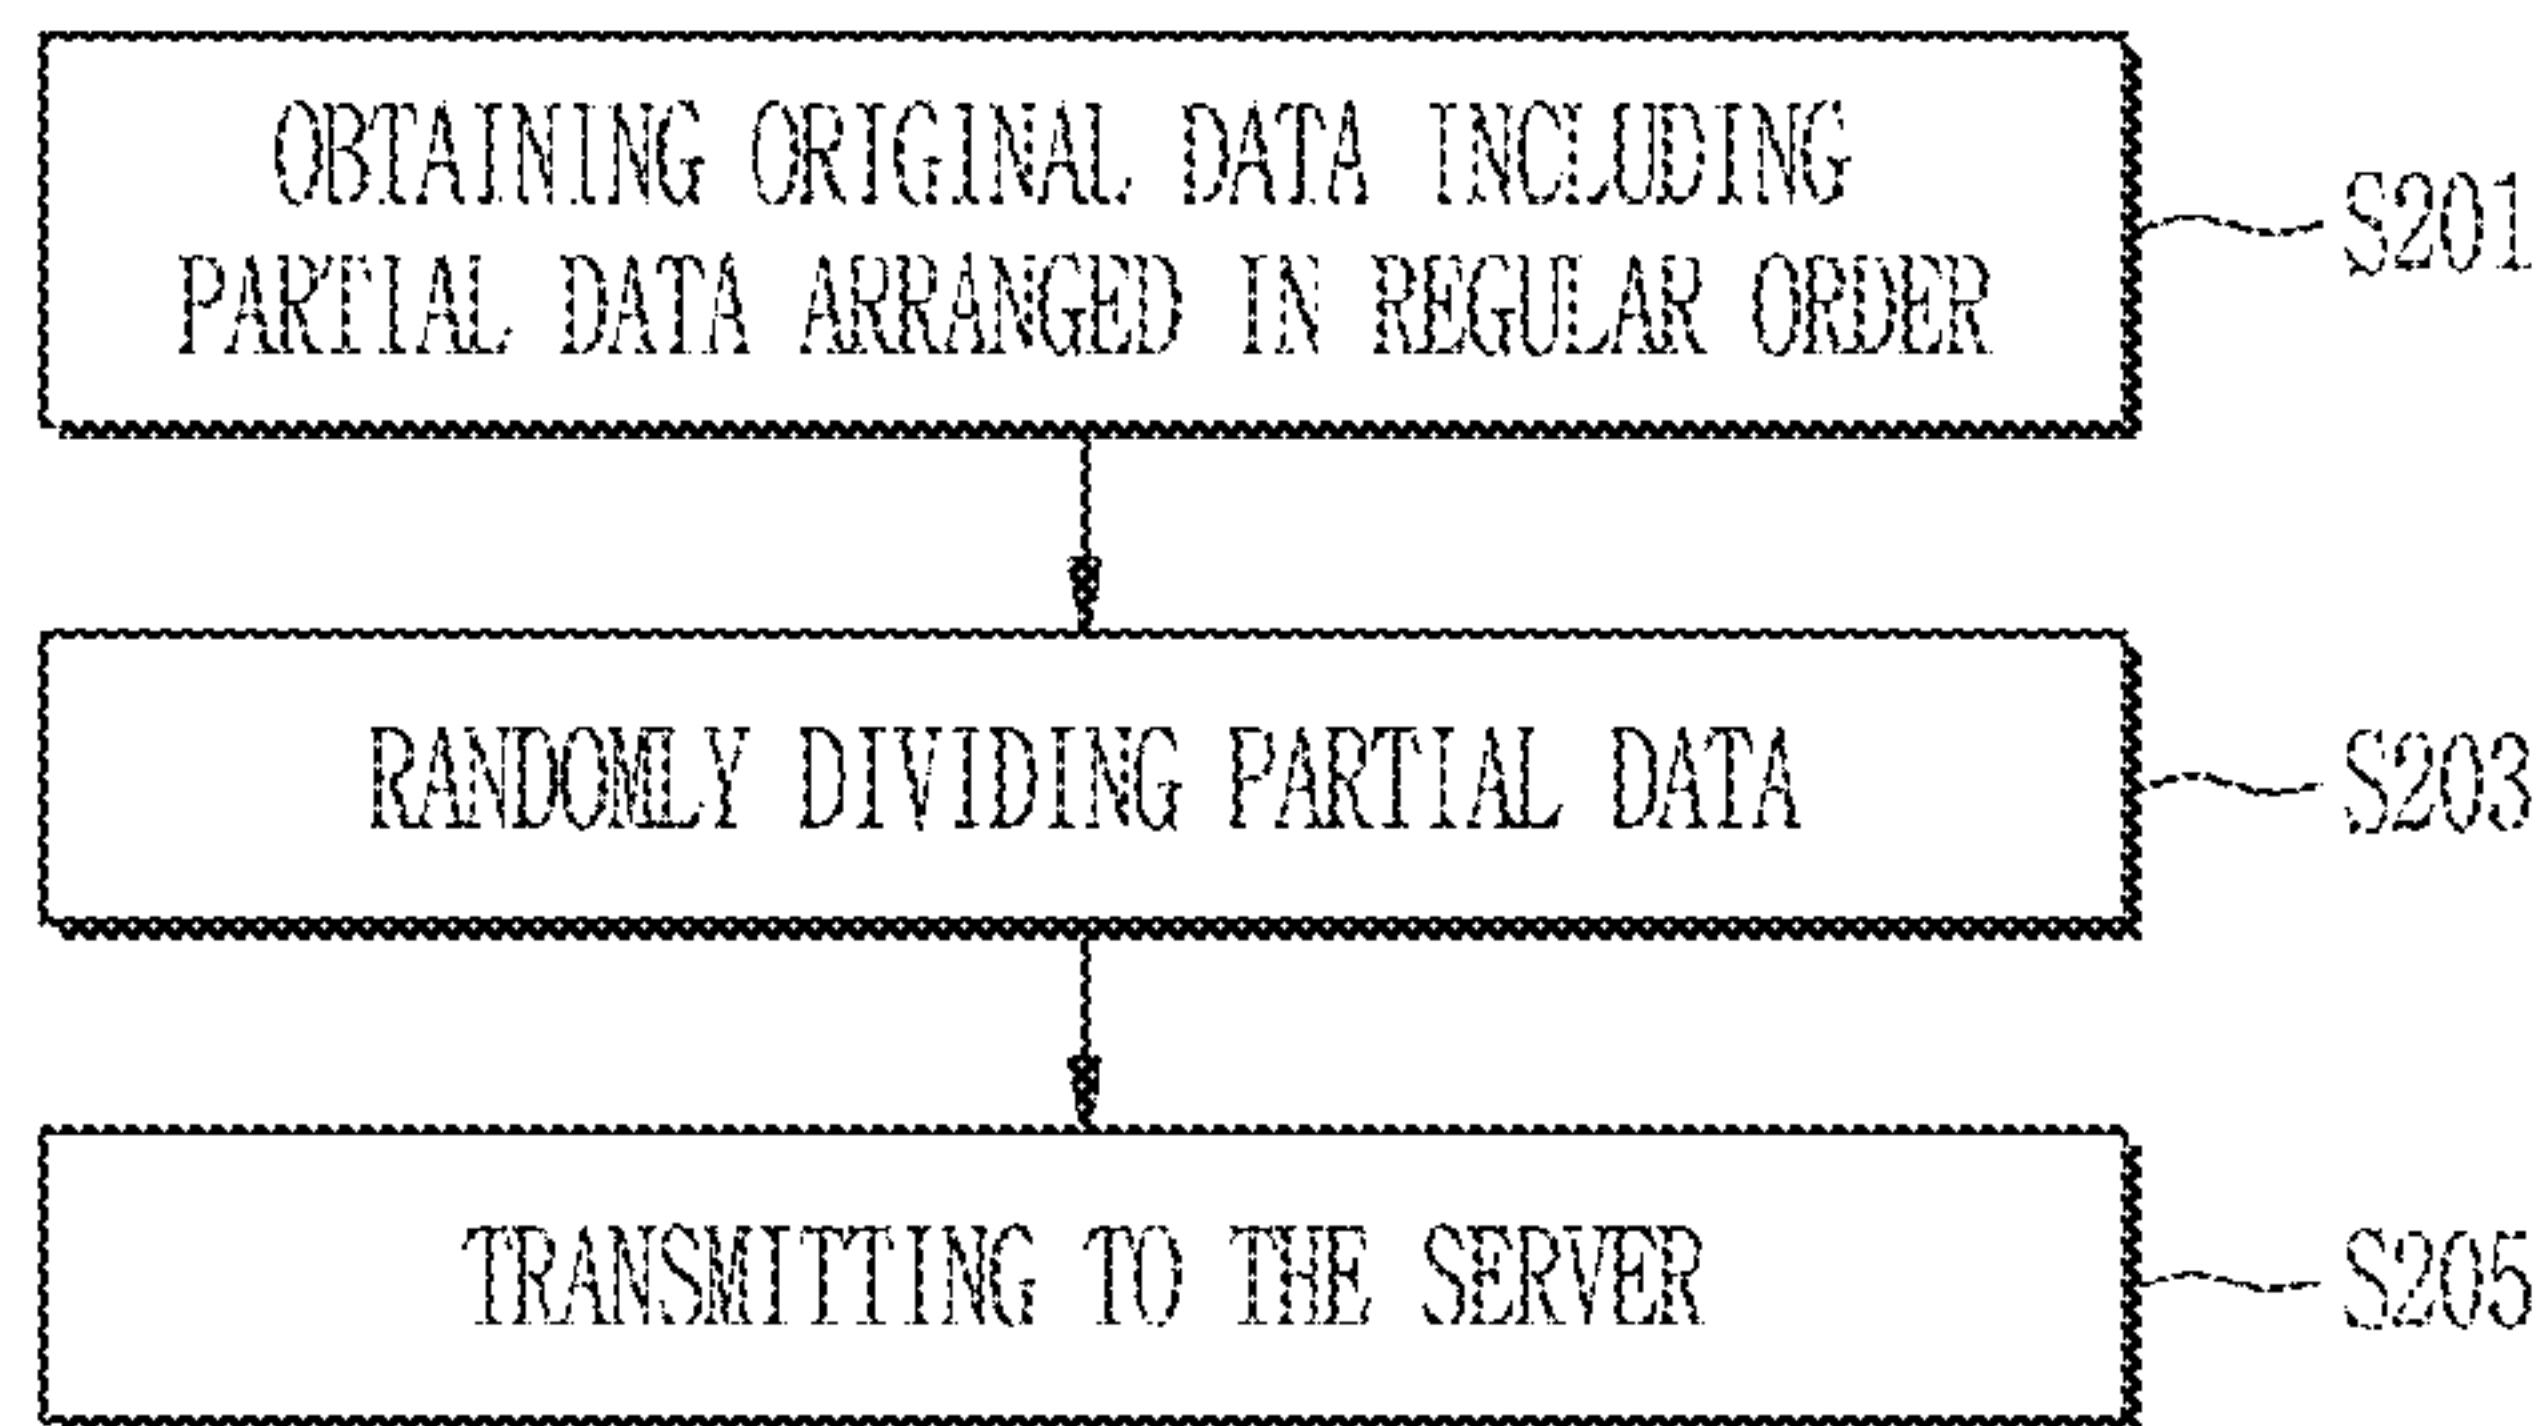 OBTAINING ORIGINAL DATA INCLUDING
PARTIAL DATA ARRANGED IN REGULAR ORDER
S201
RANDOMLY DIVIDING PARTIAL DATA
S203
TRANSMITTING TO THE SERVER
S205